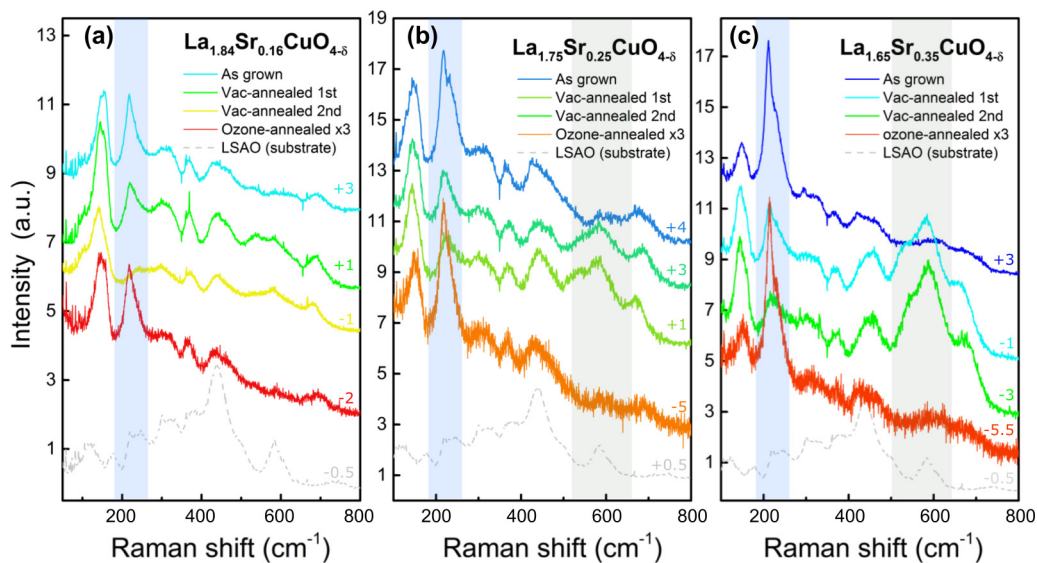 Intensity (a.u.)
13
11
9
7
5
3
1
(a)
La1.84Sr0.16CuO4-δ
As grown
Vac-annealed 1st
Vac-annealed 2nd
Ozone-annealed x3
LSAO (substrate)
+3
+1
-1
-2
-0.5
200 400 600 800
Raman shift (cm-1)
19
17
15
13
11
9
7
5
3
1
(b)
La1.75Sr0.25CuO4-δ
As grown
Vac-annealed 1st
Vac-annealed 2nd
Ozone-annealed x3
LSAO (substrate)
+4
+3
+1
-5
+0.5
200 400 600 800
Raman shift (cm-1)
17
15
13
11
9
7
5
3
1
(c)
La1.65Sr0.35CuO4-δ
As grown
Vac-annealed 1st
Vac-annealed 2nd
ozone-annealed x3
LSAO (substrate)
+3
-1
-3
-5.5
-0.5
200 400 600 800
Raman shift (cm-1)